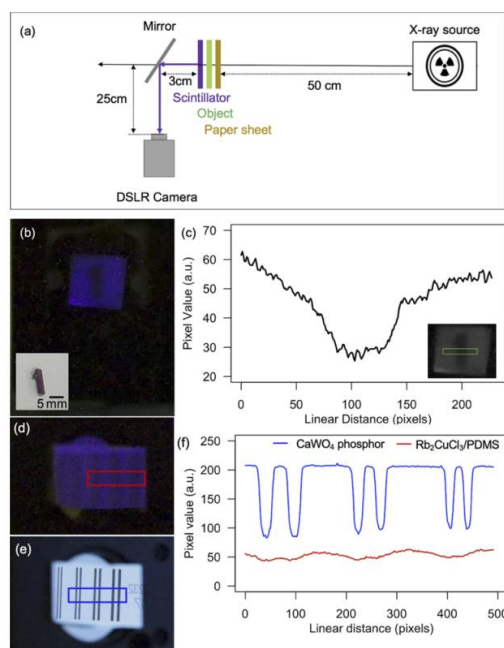 (a)
Mirror
X-ray source
3cm
50 cm
25cm
Scintillator
Object
Paper sheet
DSLR Camera
(b)
5 mm
(c)
Pixel Value (a.u.)
70
60
50
40
30
20
0
50
100
150
200
Linear Distance (pixels)
(d)
(e)
232
(f)
CaWO₄ phosphor
Rb₂CuCl₃/PDMS
Pixel value (a.u.)
250
200
150
100
50
0
0
100
200
300
400
500
Linear distance (pixels)